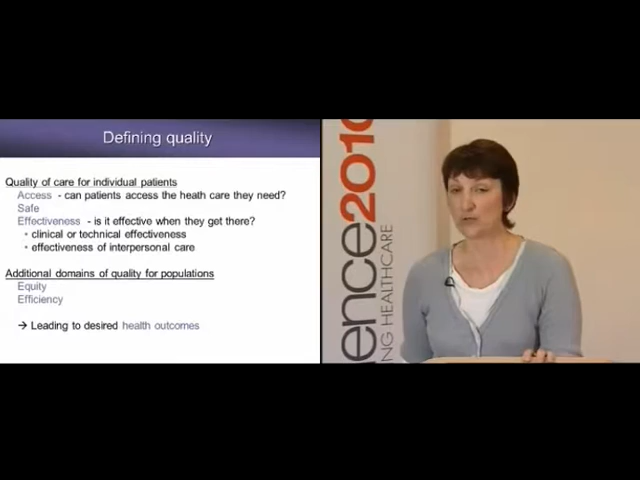 Defining quality
Quality of care for individual patients
Access - can patients access the heath care they need?
Safe
Effectiveness - is it effective when they get there?
• clinical or technical effectiveness
• effectiveness of interpersonal care
Additional domains of quality for populations
Equity
Efficiency
→ Leading to desired health outcomes
ence2010
NG HEALTHCARE